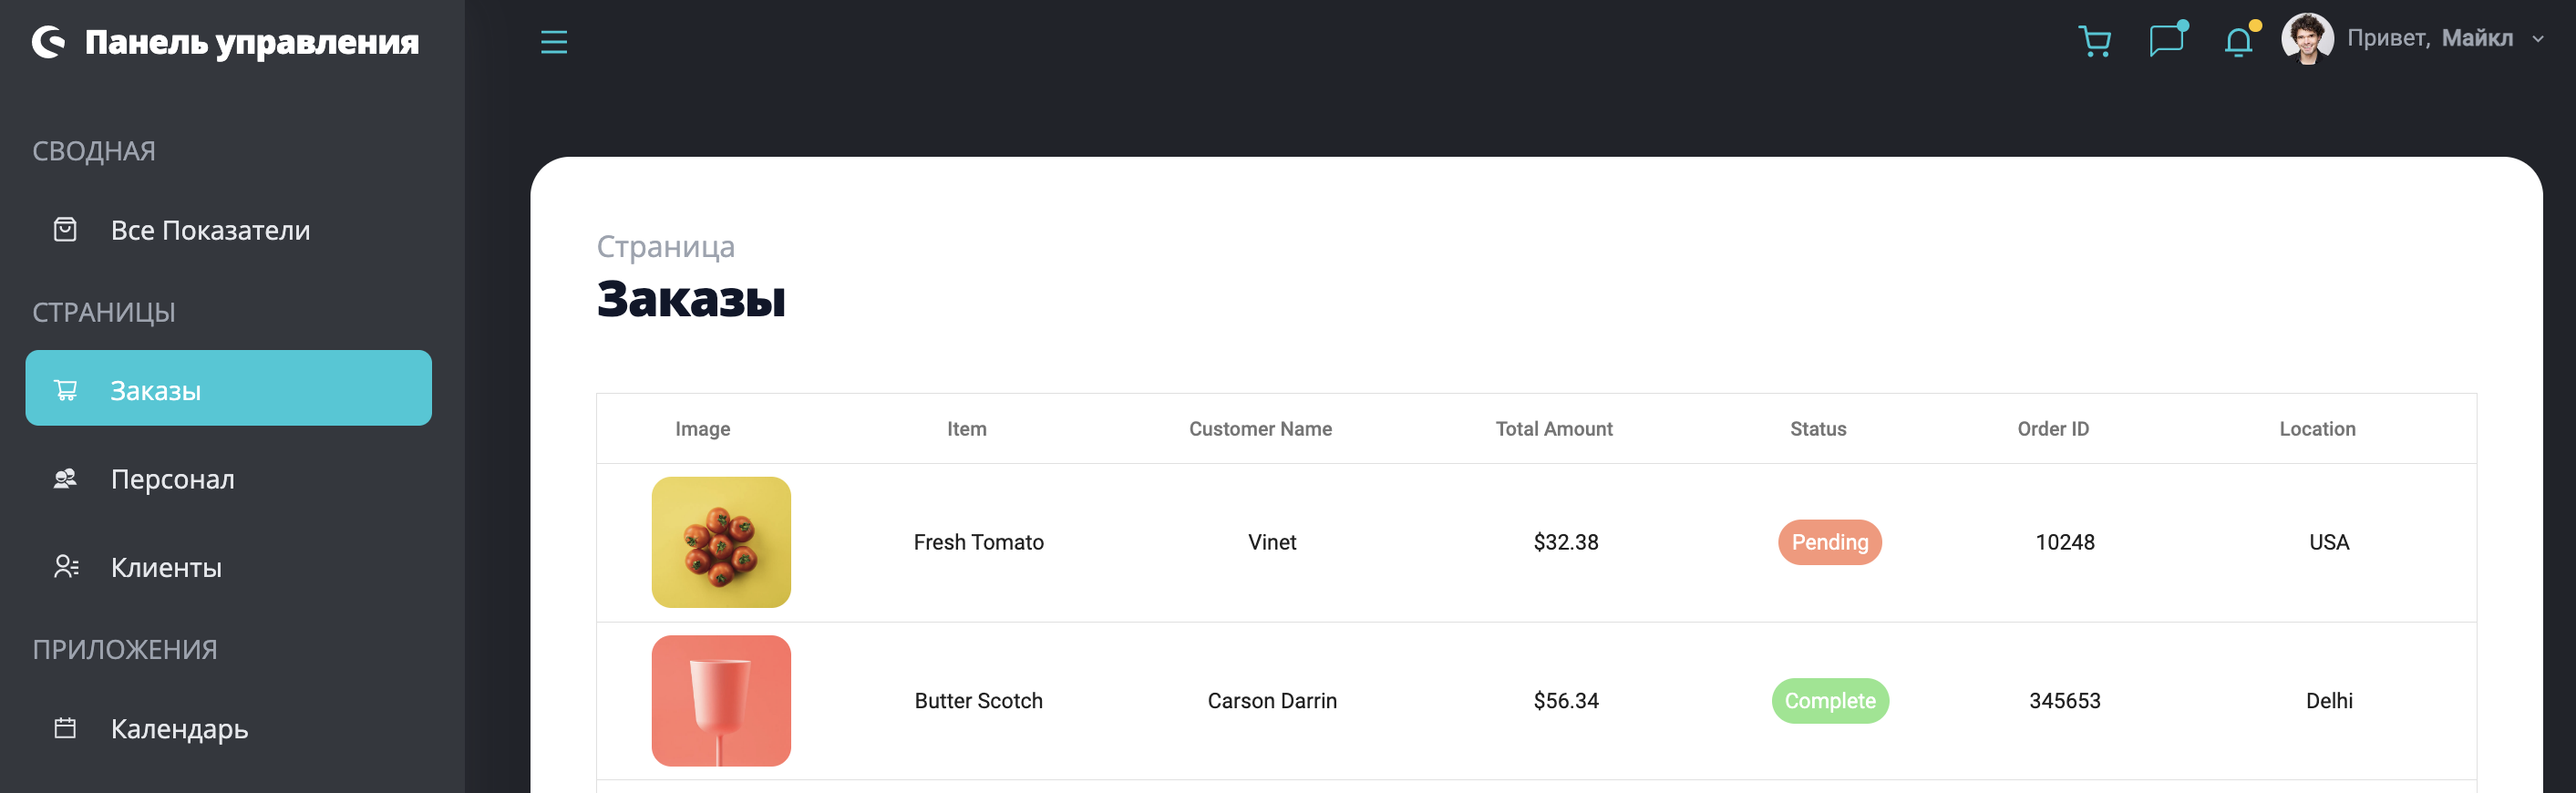 Панель управления
Привет, Майкл
СВОДНАЯ
Все Показатели
СТРАНИЦЫ
Заказы
Персонал
Клиенты
ПРИЛОЖЕНИЯ
Календарь
Страница
Заказы
Image Item Customer Name Total Amount Status Order ID Location
Fresh Tomato Vinet $32.38 Pending 10248 USA
Butter Scotch Carson Darrin $56.34 Complete 345653 Delhi